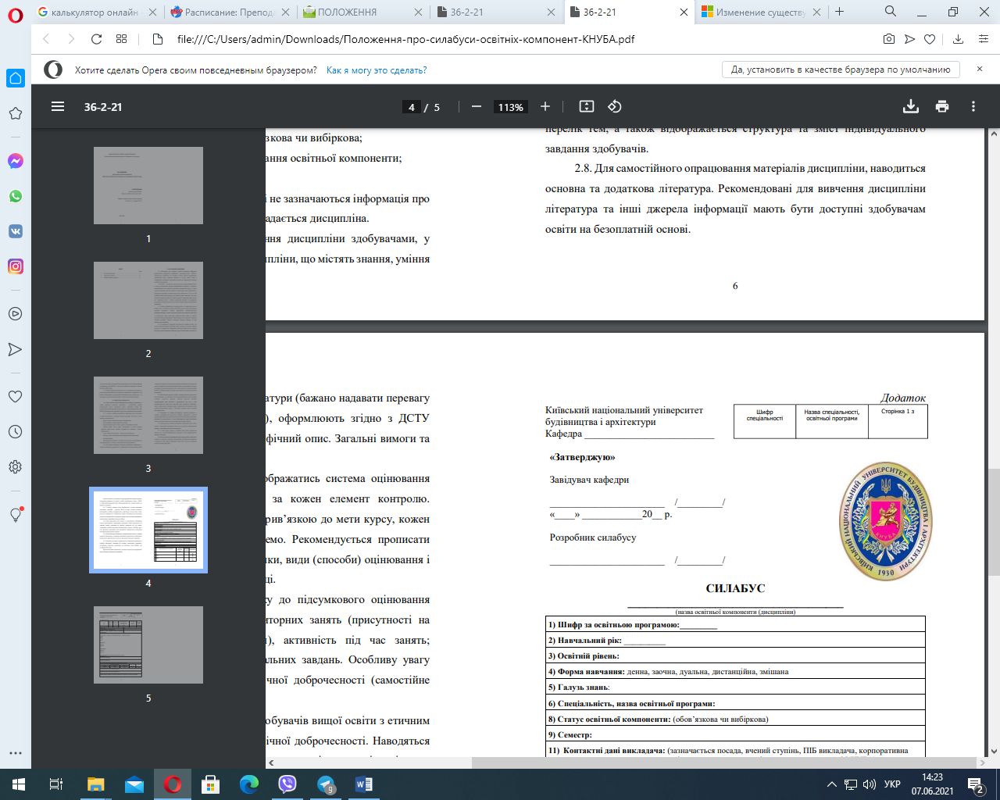 калькулятор онлайн
Расписание: Препода
ПОЛОЖЕННЯ
36-2-21
36-2-21
Изменение существу
file:///C:/Users/admin/Downloads/Положення-про-силабуси-освітніх-компонент-КНУБА.pdf
Хотите сделать Opera своим повседневным браузером? Как я могу это сделать?
Да, установить в качестве браузера по умолчанию
36-2-21
4 / 5
113%
1
2
3
4
5
зкова чи вибіркова;
ання освітньої компоненти;
і не зазначаються інформація про
адається дисципліна.
ння дисципліни здобувачами, у
ипліни, що містять знання, уміння
перелік тем, а також відображається структура та зміст індивідуального
завдання здобувачів.
2.8. Для самостійного опрацювання матеріалів дисципліни, наводиться
основна та додаткова література. Рекомендовані для вивчення дисципліни
література та інші джерела інформації мають бути доступні здобувачам
освіти на безоплатній основі.
6
атури (бажано надавати перевагу
), оформлюють згідно з ДСТУ
фічний опис. Загальні вимоги та
ображатись система оцінювання
за кожен елемент контролю.
рив’язкою до мети курсу, кожен
ємо. Рекомендується прописати
ики, види (способи) оцінювання і
ці.
ку до підсумкового оцінювання
иторних занять (присутності на
и), активність під час занять;
альних завдань. Особливу увагу
чної доброчесності (самостійне
обувачів вищої освіти з етичним
ічної доброчесності. Наводяться
Додаток
Київський національний університет
будівництва і архітектури
Кафедра __________________________
Шифр
спеціальності
Назва спеціальності,
освітньої програми
Сторінка 1 з
«Затверджую»
Завідувач кафедри
_______________________ /_________/
«____» ____________20__ р.
Розробник силабусу
_______________________ /_________/
КИЇВСЬКИЙ НАЦІОНАЛЬНИЙ УНІВЕРСИТЕТ БУДІВНИЦТВА І АРХІТЕКТУРИ
КНУБА
1930
СИЛАБУС
(назва освітньої компоненти (дисципліни)
1) Шифр за освітньою програмою:_________
2) Навчальний рік: __________
3) Освітній рівень:
4) Форма навчання: денна, заочна, дуальна, дистанційна, змішана
5) Галузь знань:
6) Спеціальність, назва освітньої програми:
8) Статус освітньої компоненти: (обов’язкова чи вибіркова)
9) Семестр:
11) Контактні дані викладача: (зазначається посада, вчений ступінь, ПІБ викладача, корпоративна
9
УКР
14:23
07.06.2021
2